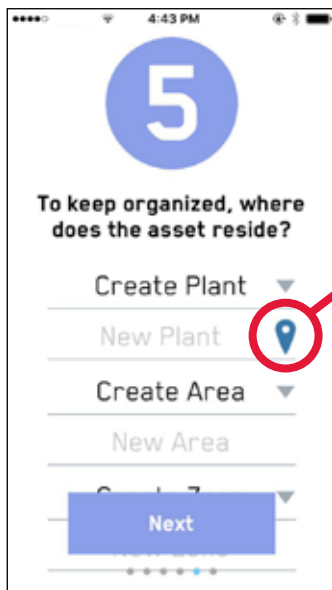 4:43 PM
5
To keep organized, where
does the asset reside?
Create Plant
New Plant
Create Area
New Area
Next